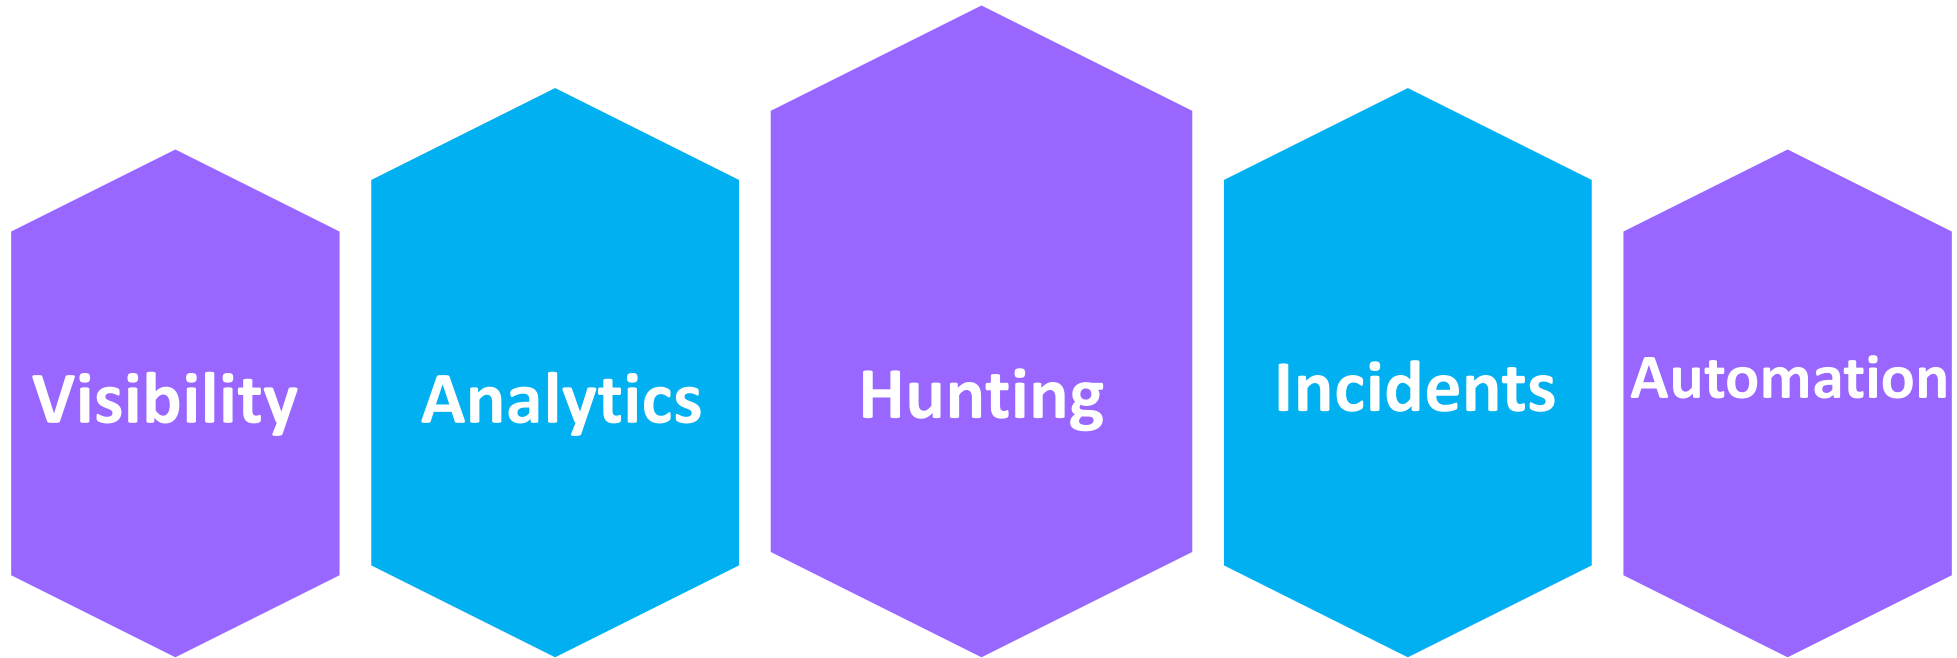 Visibility
Analytics
Hunting
Incidents
Automation